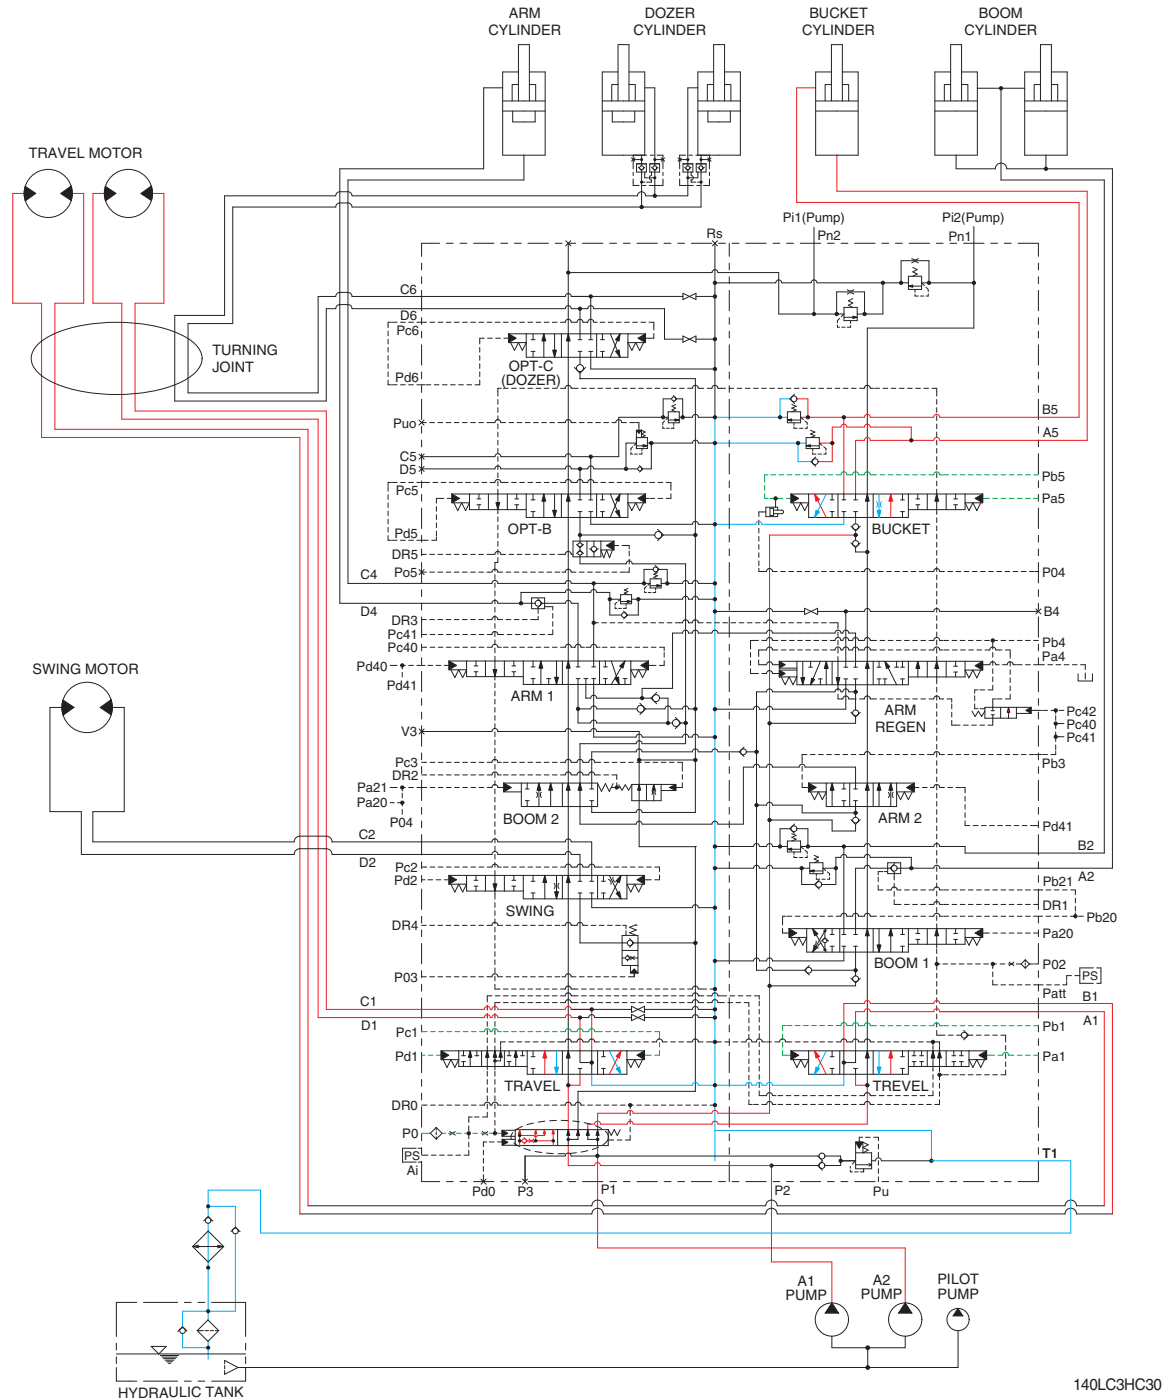 ARM
CYLINDER
DOZER
CYLINDER
BUCKET
CYLINDER
BOOM
CYLINDER
TRAVEL MOTOR
Rs
Pi1(Pump)
Pn2
Pi2(Pump)
Pn1
C6
D6
Pc6
Pd6
OPT-C
(DOZER)
TURNING
JOINT
Puo
C5
D5
Pc5
Pd5
OPT-B
DR5
Po5
B5
A5
Pb5
Pa5
BUCKET
P04
C4
D4
DR3
Pc41
Pc40
Pd40
Pd41
ARM 1
B4
Pb4
Pa4
ARM
REGEN
Pc42
Pc40
Pc41
SWING MOTOR
V3
Pc3
DR2
Pa21
Pa20
P04
BOOM 2
Pb3
ARM 2
Pd41
C2
D2
Pc2
Pd2
SWING
B2
A2
Pb21
DR1
Pb20
Pa20
BOOM 1
DR4
P03
P02
PS
Patt
C1
D1
Pc1
Pd1
TRAVEL
B1
A1
Pb1
Pa1
TREVEL
DR0
P0
PS
Ai
Pd0
P3
P1
P2
Pu
T1
A1
PUMP
A2
PUMP
PILOT
PUMP
HYDRAULIC TANK
140LC3HC30